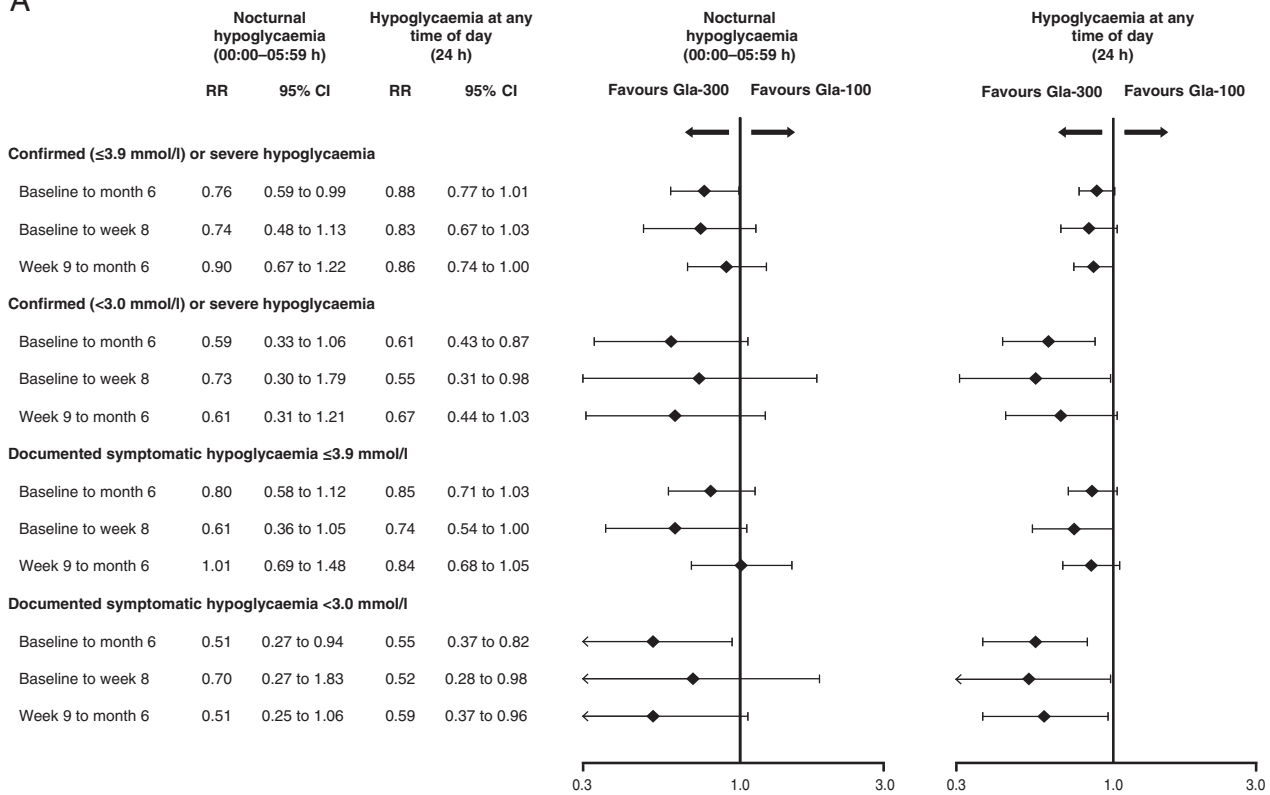 A
Nocturnal hypoglycaemia (00:00–05:59 h) Hypoglycaemia at any time of day (24 h) Nocturnal hypoglycaemia (00:00–05:59 h) Hypoglycaemia at any time of day (24 h)
RR 95% CI RR 95% CI Favours Gla-300 Favours Gla-100 Favours Gla-300 Favours Gla-100
Confirmed (≤3.9 mmol/l) or severe hypoglycaemia
Baseline to month 6 0.76 0.59 to 0.99 0.88 0.77 to 1.01
Baseline to week 8 0.74 0.48 to 1.13 0.83 0.67 to 1.03
Week 9 to month 6 0.90 0.67 to 1.22 0.86 0.74 to 1.00
Confirmed (<3.0 mmol/l) or severe hypoglycaemia
Baseline to month 6 0.59 0.33 to 1.06 0.61 0.43 to 0.87
Baseline to week 8 0.73 0.30 to 1.79 0.55 0.31 to 0.98
Week 9 to month 6 0.61 0.31 to 1.21 0.67 0.44 to 1.03
Documented symptomatic hypoglycaemia ≤3.9 mmol/l
Baseline to month 6 0.80 0.58 to 1.12 0.85 0.71 to 1.03
Baseline to week 8 0.61 0.36 to 1.05 0.74 0.54 to 1.00
Week 9 to month 6 1.01 0.69 to 1.48 0.84 0.68 to 1.05
Documented symptomatic hypoglycaemia <3.0 mmol/l
Baseline to month 6 0.51 0.27 to 0.94 0.55 0.37 to 0.82
Baseline to week 8 0.70 0.27 to 1.83 0.52 0.28 to 0.98
Week 9 to month 6 0.51 0.25 to 1.06 0.59 0.37 to 0.96
0.3 1.0 3.0 0.3 1.0 3.0